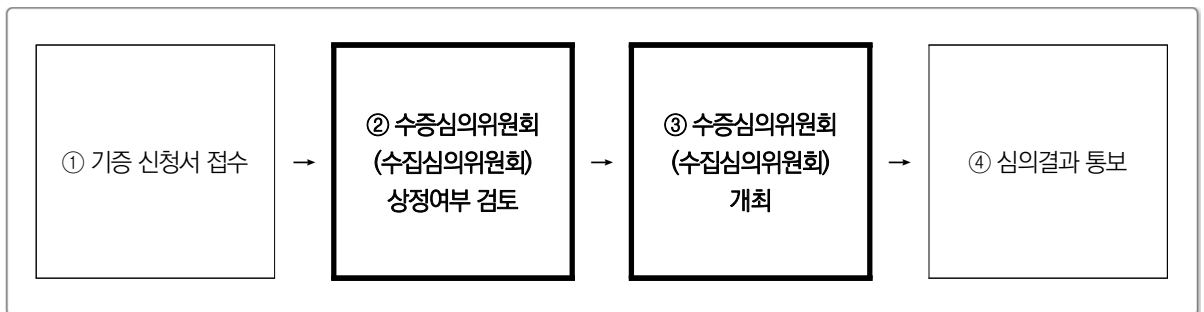 ① 기증 신청서 접수
→
② 수증심의위원회
(수집심의위원회)
상정여부 검토
→
③ 수증심의위원회
(수집심의위원회)
개최
→
④ 심의결과 통보